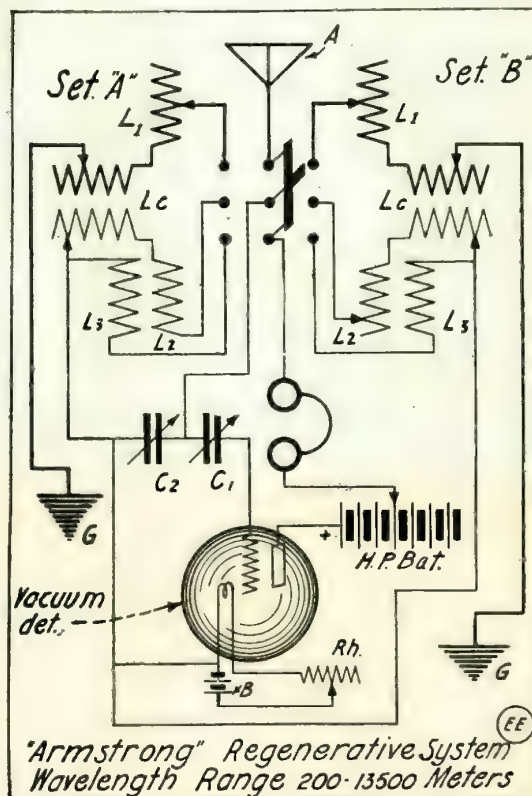 A
Set "A"
Set "B"
L1
L1
Lc
Lc
L3
L2
L2
L3
C2
C1
G
+
H.P. Bat.
Vacuum
det.
Rh.
G
*B
EE
"Armstrong" Regenerative System
Wavelength Range 200-13500 Meters